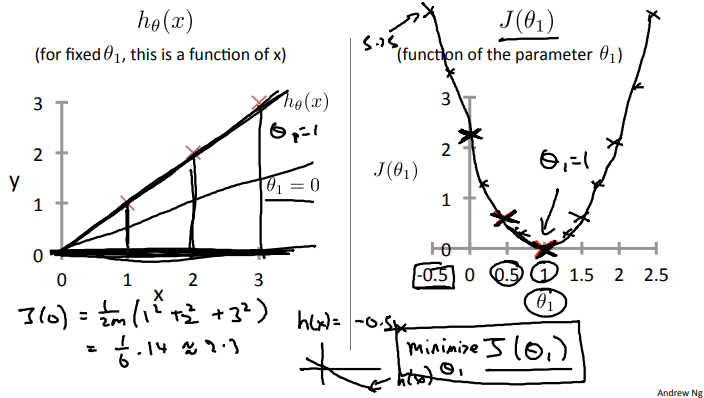 hθ(x)
(for fixed θ₁, this is a function of x)
hθ(x)
θ₁=1
θ₁ = 0
y
3
2
1
0
0 1 2 3
x
J(0) = 1/2m (1² + 2² + 3²)
= 1/6 · 14 ≈ 2.3
J(θ₁)
5.25
(function of the parameter θ₁)
J(θ₁)
3
2
1
0
θ₁=1
-0.5 0 0.5 1 1.5 2 2.5
θ₁
h(x) = -0.5x
h(x)
minimize J(θ₁)
θ₁
Andrew Ng